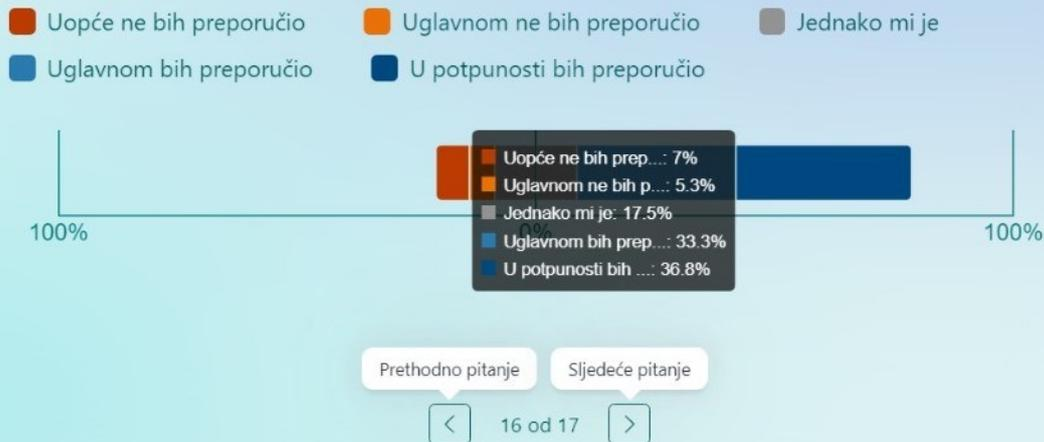 Uopće ne bih preporučio Uglavnom ne bih preporučio Jednako mi je
Uglavnom bih preporučio U potpunosti bih preporučio
Uopće ne bih prep...: 7%
Uglavnom ne bih p...: 5.3%
Jednako mi je: 17.5%
100% 0% 100%
Uglavnom bih prep...: 33.3%
U potpunosti bih ...: 36.8%
Prethodno pitanje Sljedeće pitanje
< 16 od 17 >